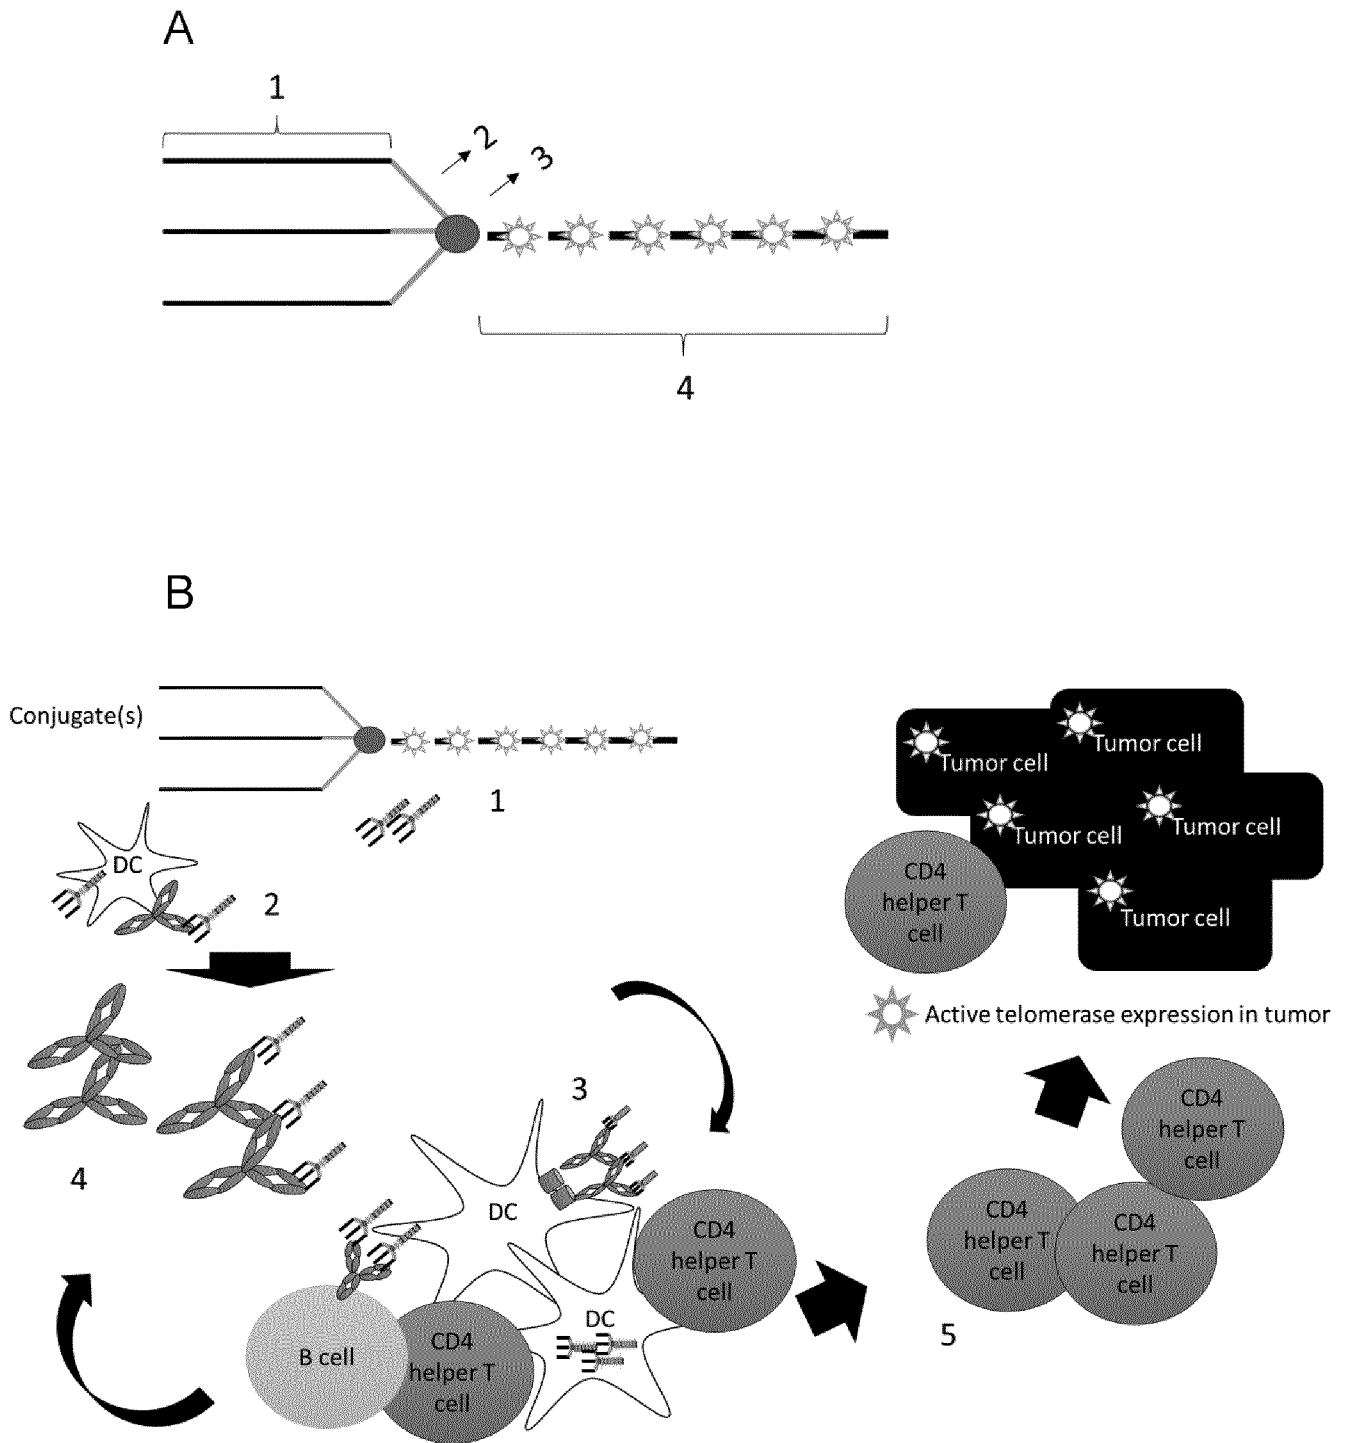 A
1
2
3
4
B
Conjugate(s)
1
DC
2
Tumor cell
Tumor cell
Tumor cell
Tumor cell
Tumor cell
CD4
helper T
cell
Active telomerase expression in tumor
3
4
DC
CD4
helper T
cell
CD4
helper T
cell
CD4
helper T
cell
CD4
helper T
cell
DC
B cell
CD4
helper T
cell
5